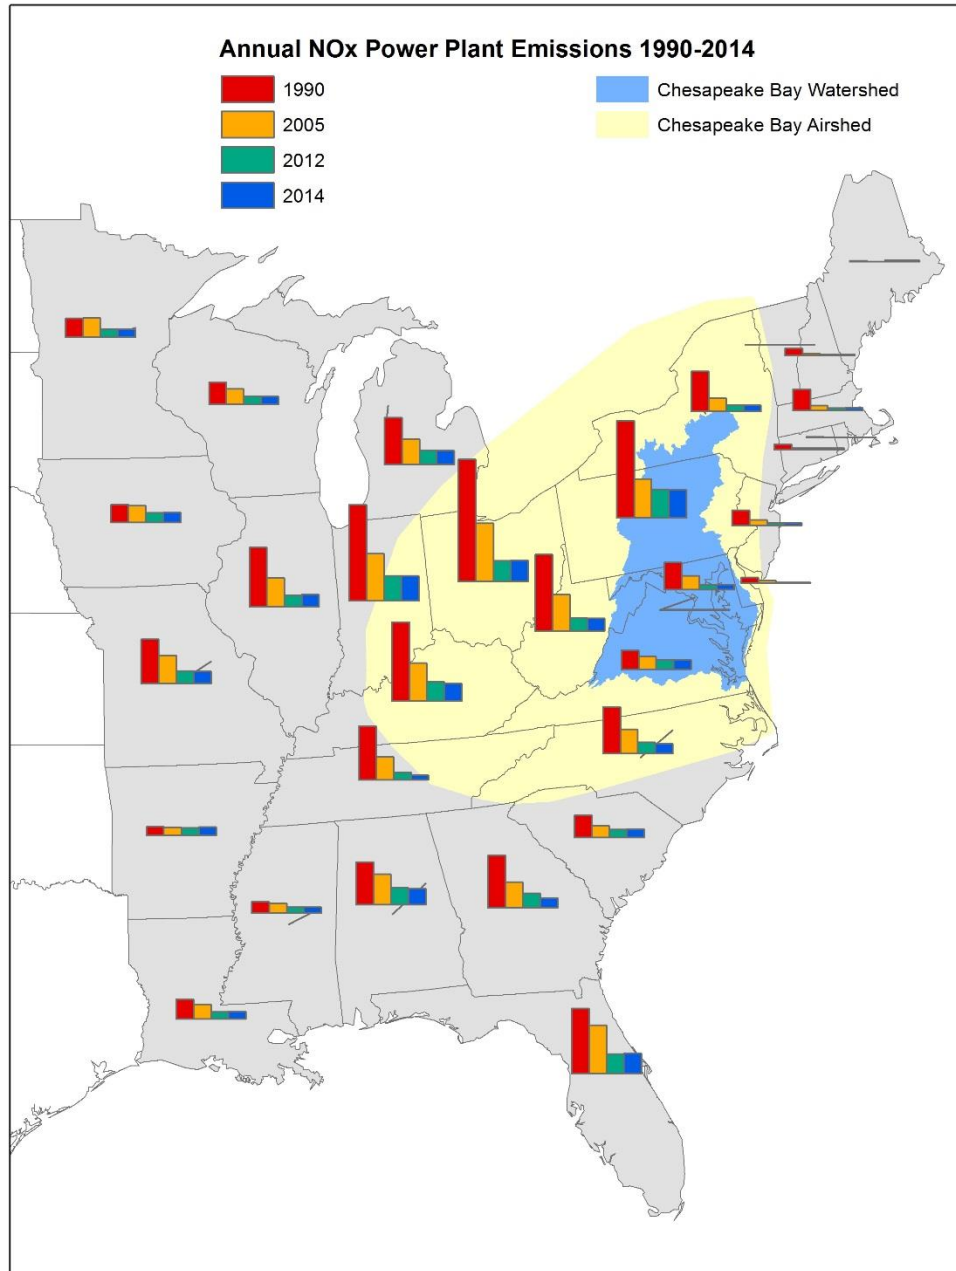 Annual NOx Power Plant Emissions 1990-2014
1990
2005
2012
2014
Chesapeake Bay Watershed
Chesapeake Bay Airshed